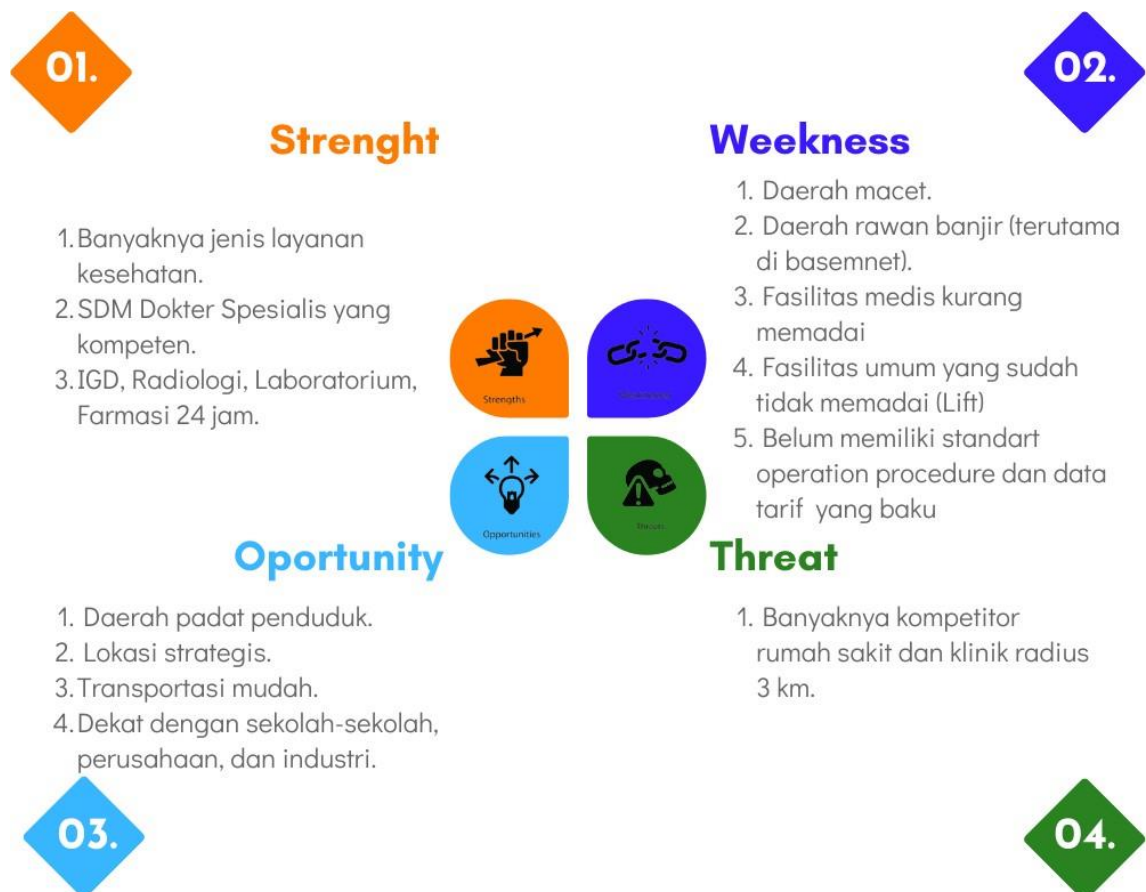 01.
02.
Strenght
Weekness
1. Banyaknya jenis layanan
kesehatan.
2. SDM Dokter Spesialis yang
kompeten.
3. IGD, Radiologi, Laboratorium,
Farmasi 24 jam.
1. Daerah macet.
2. Daerah rawan banjir (terutama
di basemnet).
3. Fasilitas medis kurang
memadai
4. Fasilitas umum yang sudah
tidak memadai (Lift)
5. Belum memiliki standart
operation procedure dan data
tarif yang baku
Strengths
Opportunities
Oportunity
Threat
1. Daerah padat penduduk.
2. Lokasi strategis.
3. Transportasi mudah.
4. Dekat dengan sekolah-sekolah,
perusahaan, dan industri.
1. Banyaknya kompetitor
rumah sakit dan klinik radius
3 km.
03.
04.